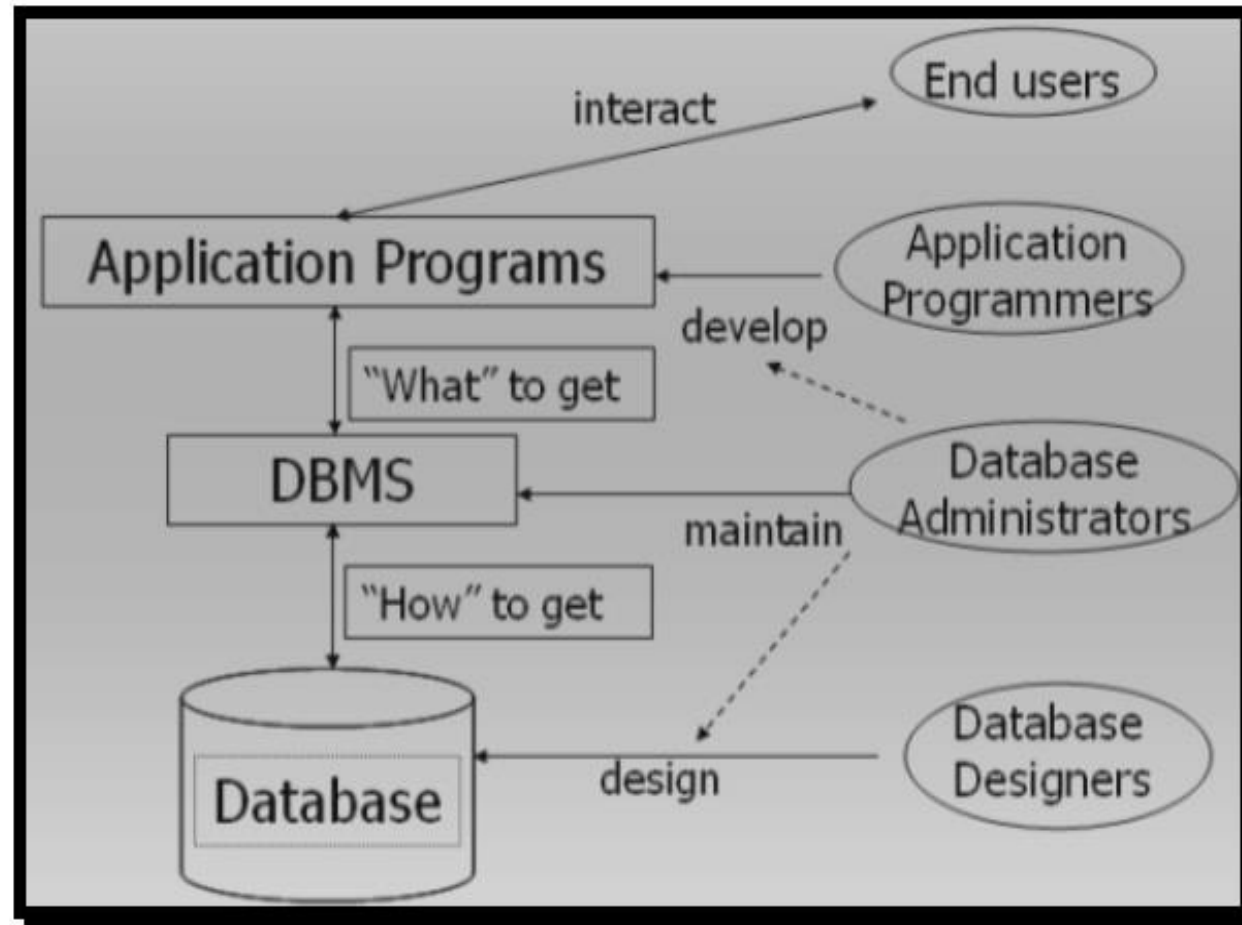 End users
interact
Application Programs
Application
Programmers
develop
“What” to get
DBMS
Database
Administrators
maintain
“How” to get
Database
Designers
design
Database